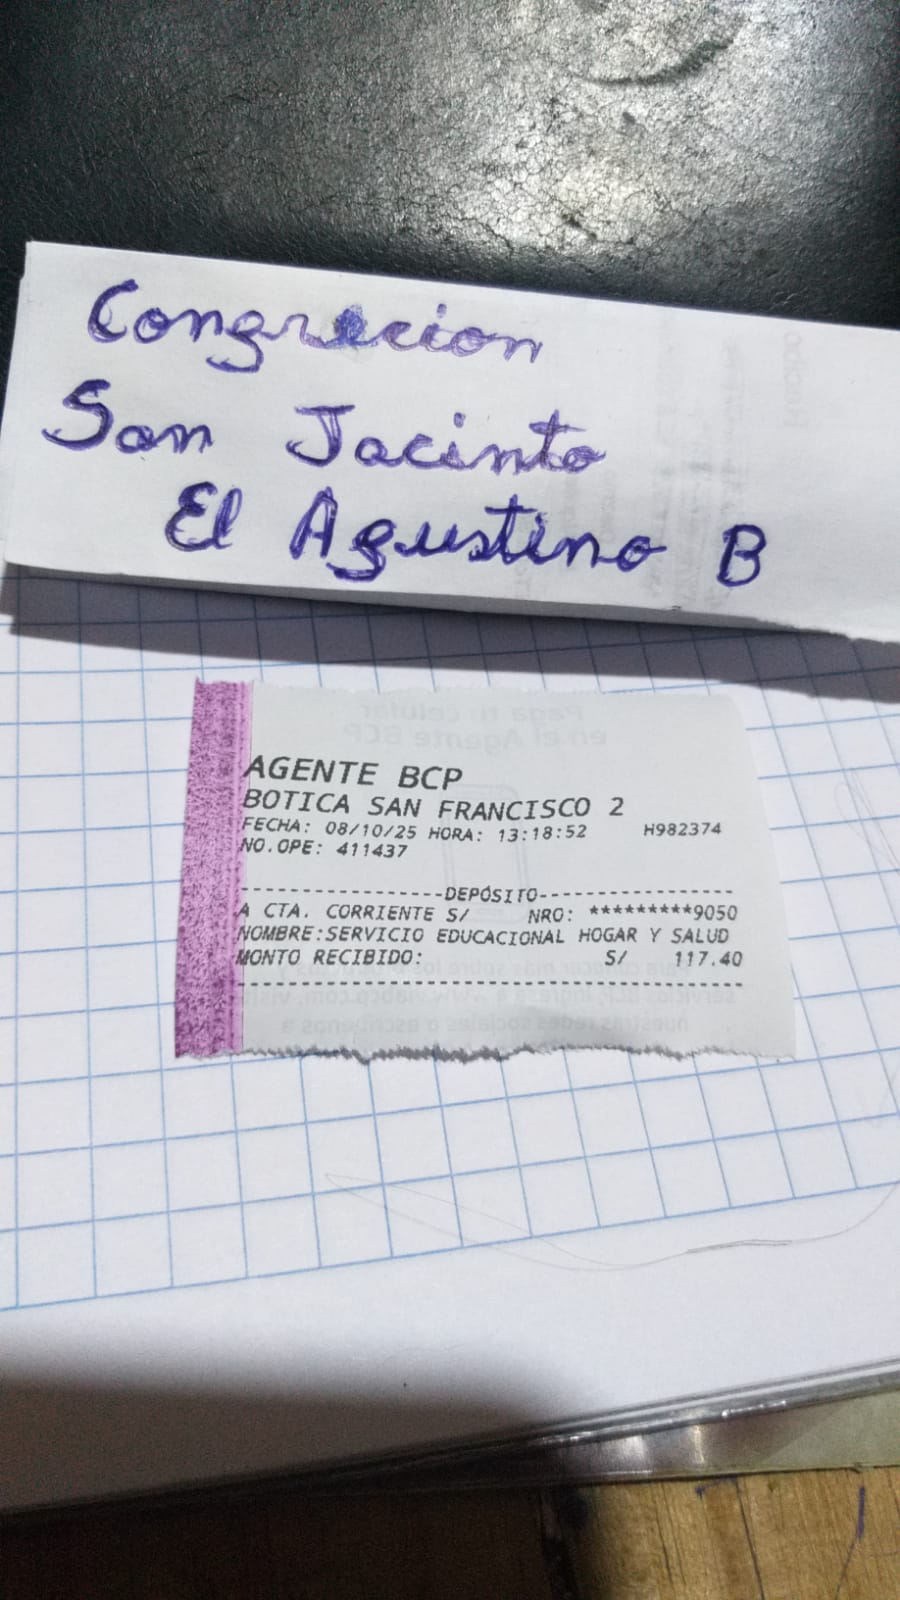 Congrecion
San Jacinto
El Agustino B
AGENTE BCP
BOTICA SAN FRANCISCO 2
FECHA: 08/10/25 HORA: 13:18:52 H982374
NO.OPE: 411437
-----------------DEPÓSITO-----------------
A CTA. CORRIENTE S/ NRO: *********9050
NOMBRE:SERVICIO EDUCACIONAL HOGAR Y SALUD
MONTO RECIBIDO: S/ 117.40